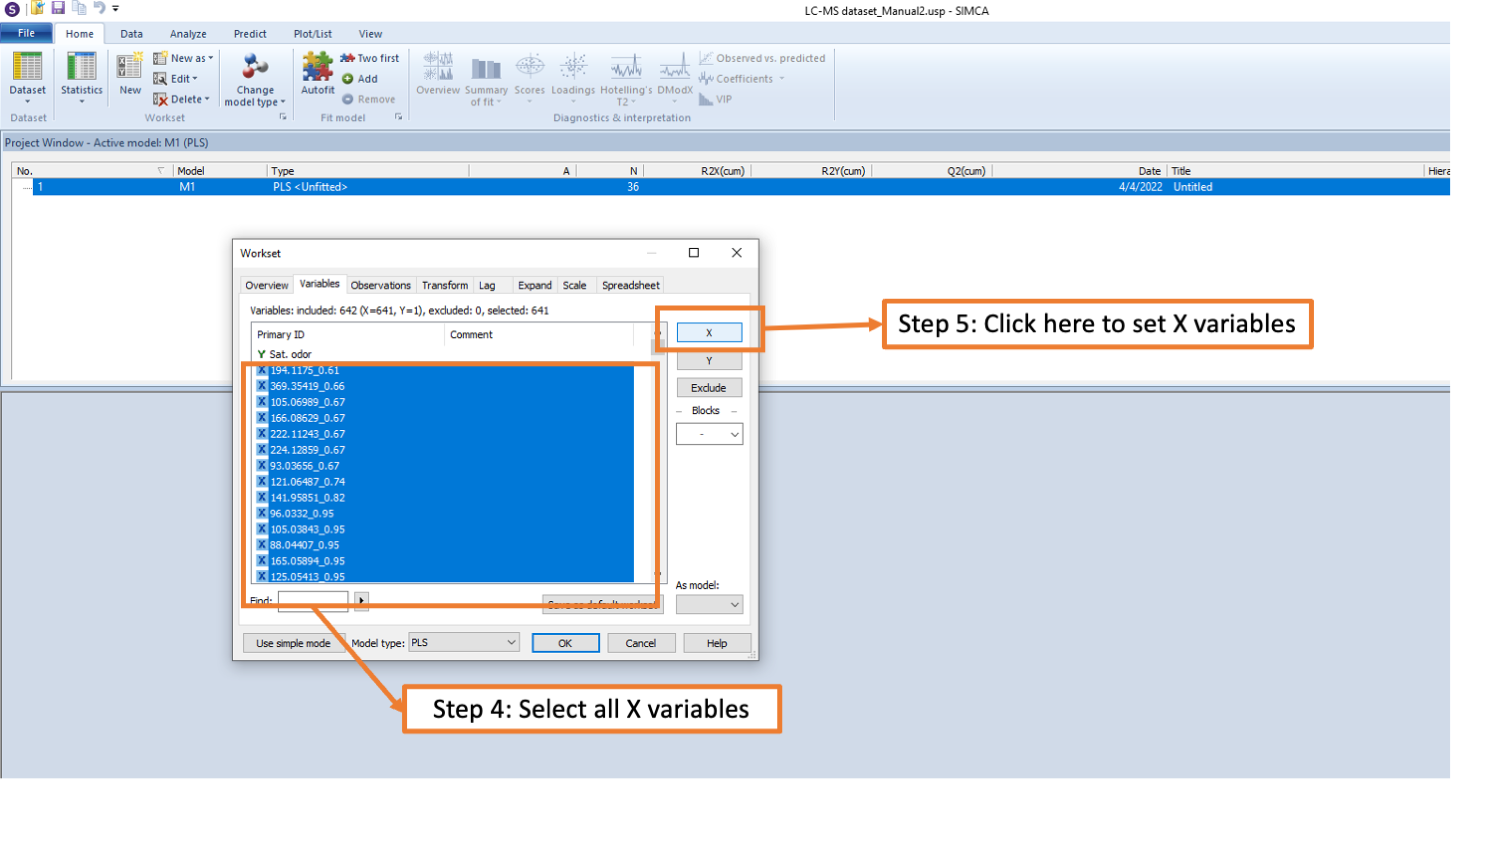 LC-MS dataset_Manual2.usp - SIMCA
File Home Data Analyze Predict Plot/List View
Dataset Statistics New New as Edit Delete Change model type Autofit Two first Add Remove Overview Summary of fit Scores Loadings Hotelling's T2 DModX Observed vs. predicted Coefficients VIP
Dataset Workset Fit model Diagnostics & interpretation
Project Window - Active model: M1 (PLS)
No. Model Type A N R2X(cum) R2Y(cum) Q2(cum) Date Title Hiera
1 M1 PLS <Unfitted> 36 4/4/2022 Untitled
Workset
Overview Variables Observations Transform Lag Expand Scale Spreadsheet
Variables: included: 642 (X=641, Y=1), excluded: 0, selected: 641
Primary ID Comment
X
Step 5: Click here to set X variables
Y Sat. odor
Y
X 194.1175_0.61
X 369.35419_0.66
Exclude
X 105.06989_0.67
Blocks
X 166.08629_0.67
X 222.11243_0.67
-
X 224.12859_0.67
X 93.03656_0.67
X 121.06487_0.74
X 141.95851_0.82
X 96.0332_0.95
X 105.03843_0.95
X 88.04407_0.95
X 165.05894_0.95
X 125.05413_0.95
As model:
Find: Save as default workset
Use simple mode Model type: PLS OK Cancel Help
Step 4: Select all X variables